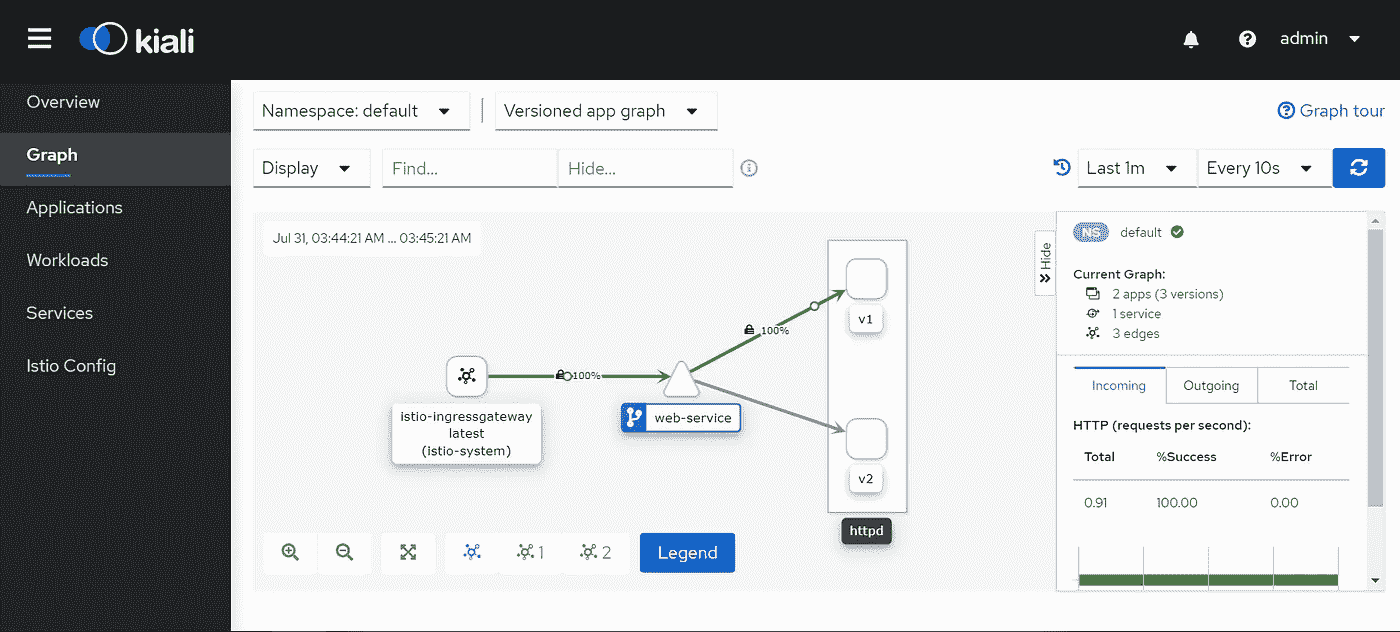 kiali
admin
Overview
Graph
Applications
Workloads
Services
Istio Config
Namespace: default
Versioned app graph
Graph tour
Display
Find...
Hide...
Last 1m
Every 10s
Jul 31, 03:44:21 AM ... 03:45:21 AM
istio-ingressgateway
latest
(istio-system)
100%
web-service
100%
v1
v2
httpd
1
2
Legend
Hide
NS default
Current Graph:
2 apps (3 versions)
1 service
3 edges
Incoming Outgoing Total
HTTP (requests per second):
Total %Success %Error
0.91 100.00 0.00